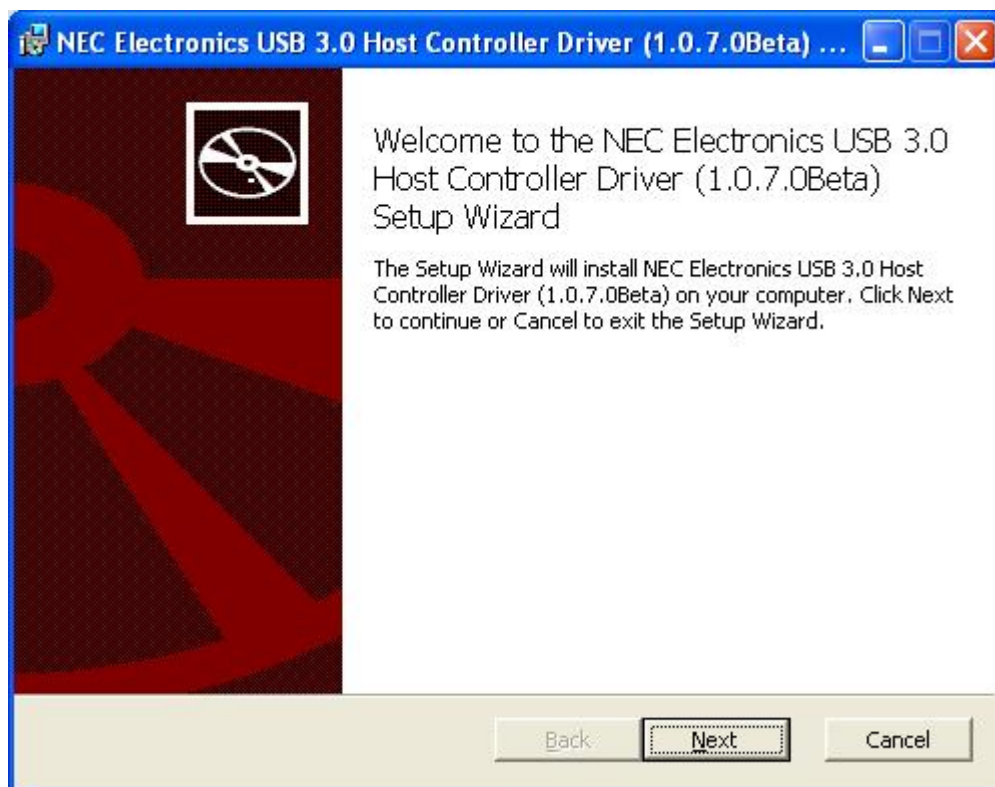 NEC Electronics USB 3.0 Host Controller Driver (1.0.7.0Beta) ...
Welcome to the NEC Electronics USB 3.0
Host Controller Driver (1.0.7.0Beta)
Setup Wizard
The Setup Wizard will install NEC Electronics USB 3.0 Host
Controller Driver (1.0.7.0Beta) on your computer. Click Next
to continue or Cancel to exit the Setup Wizard.
Back Next Cancel